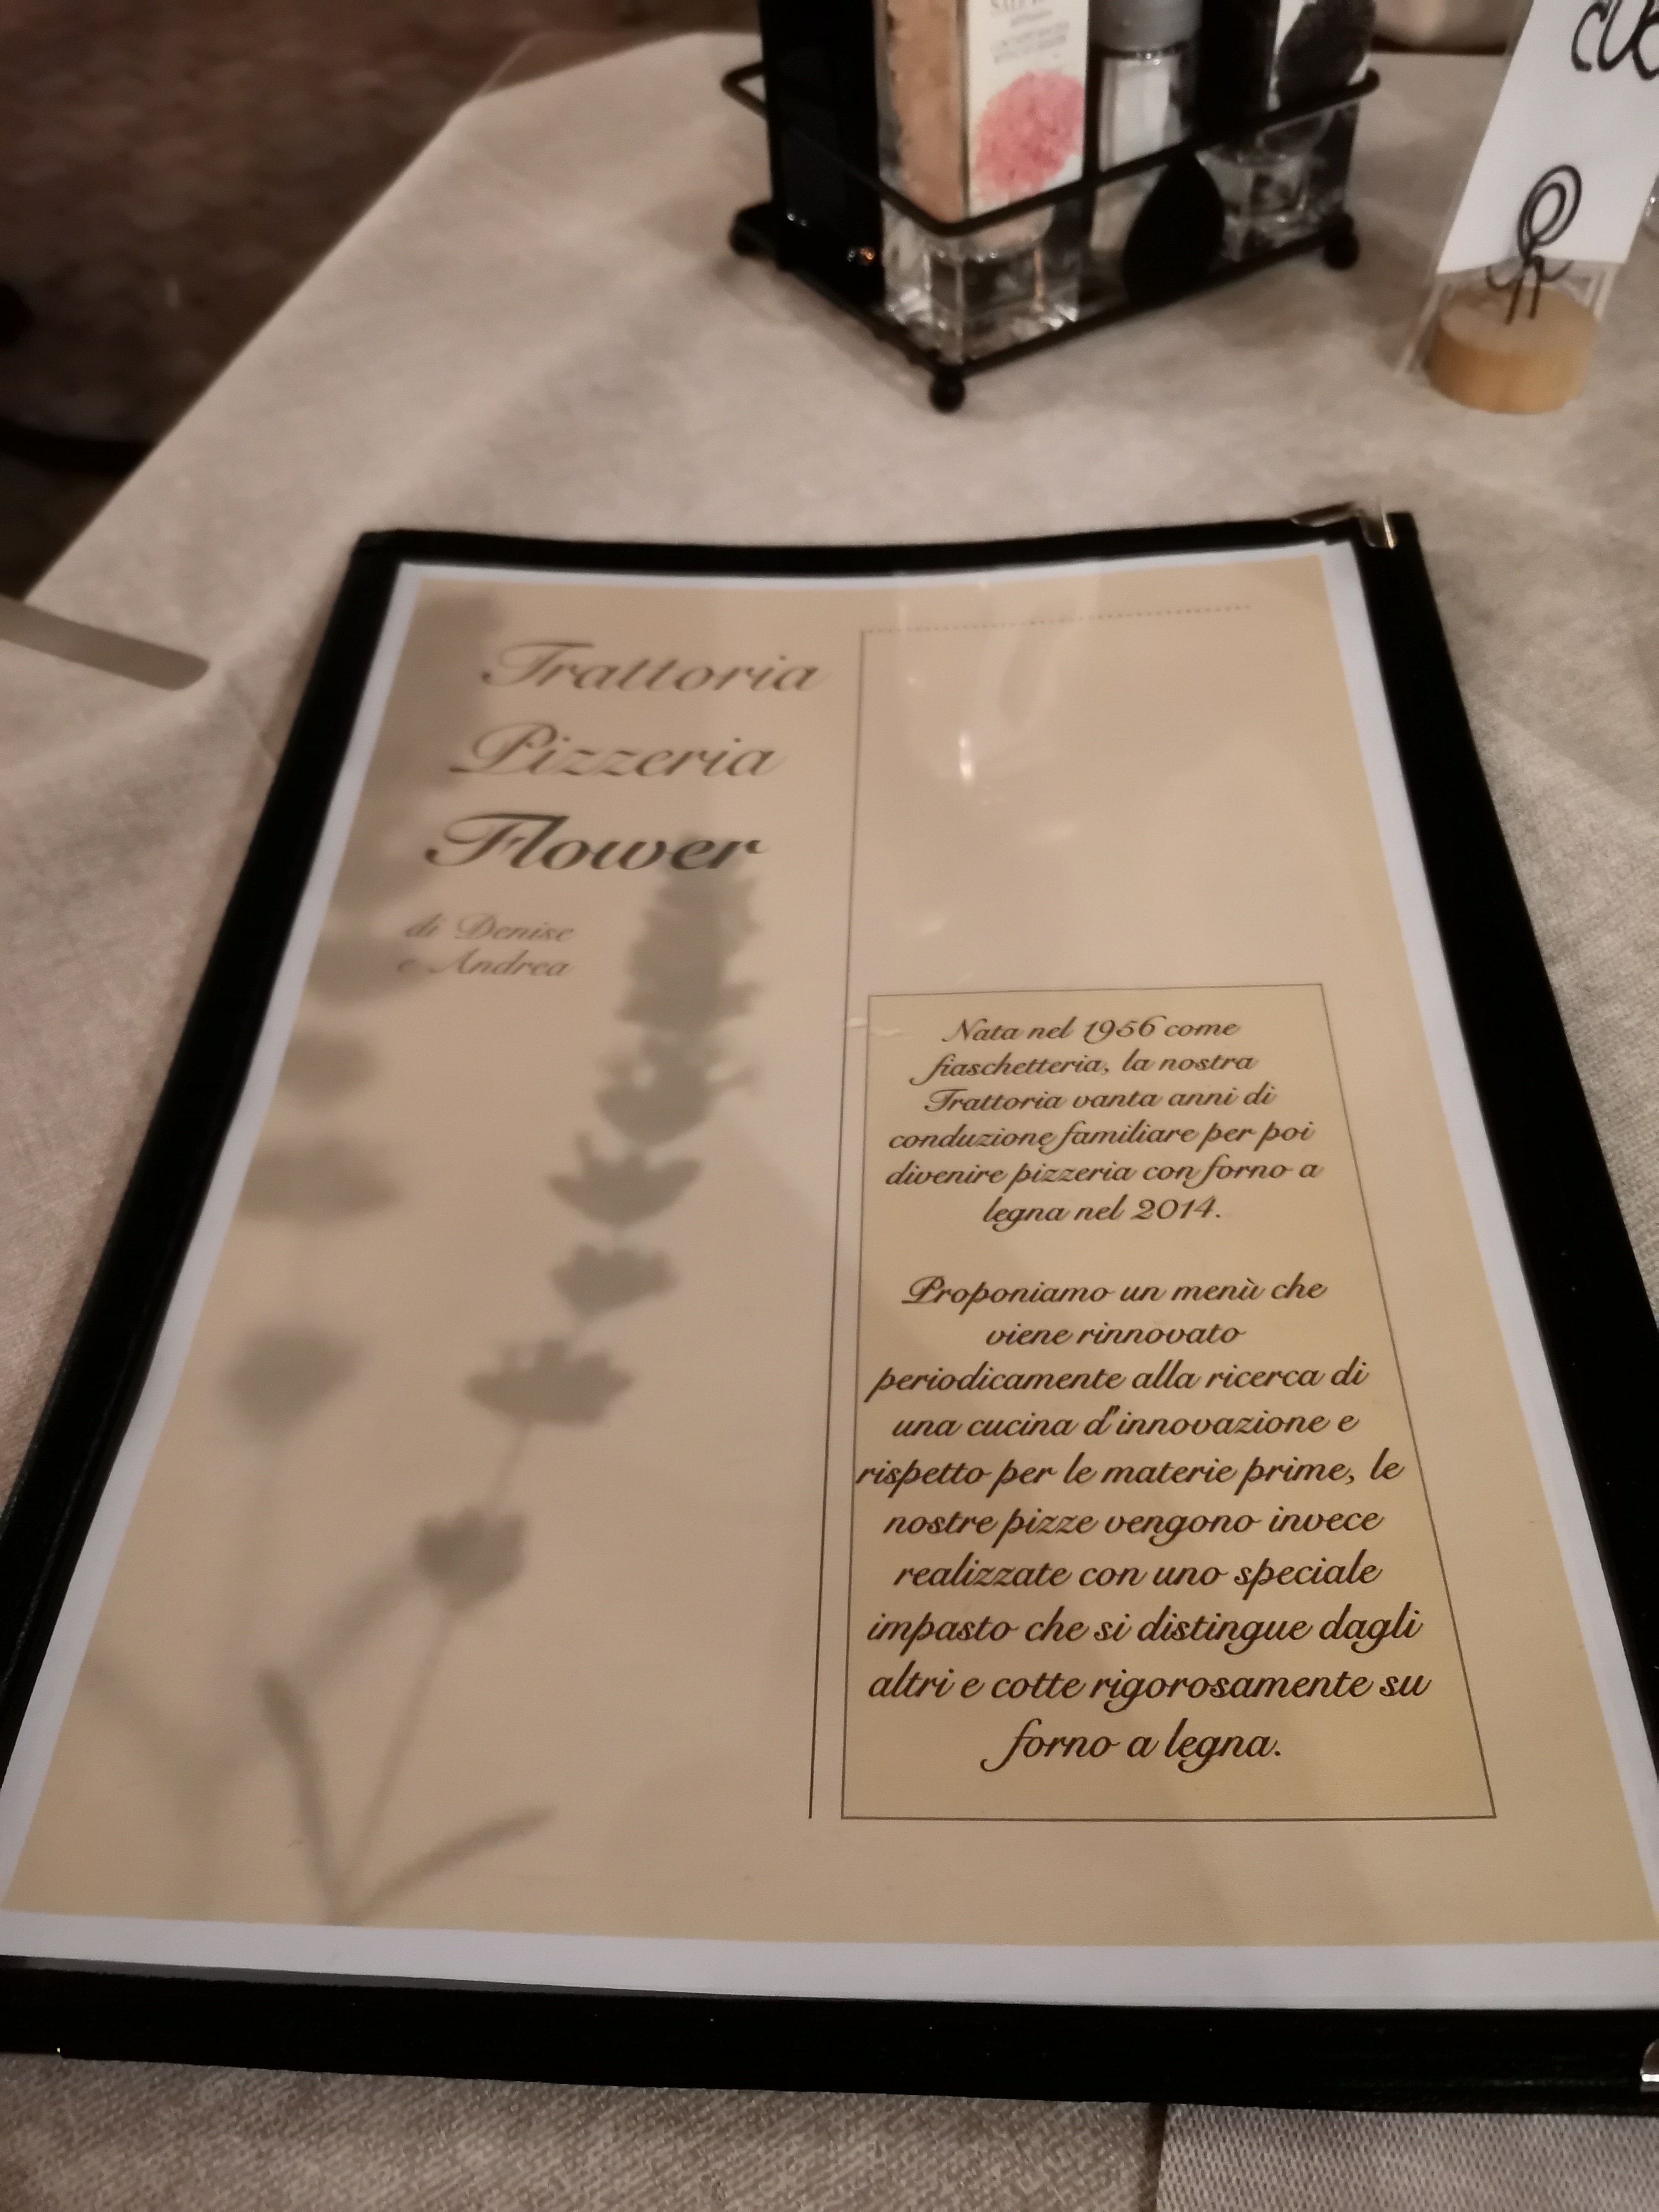 Trattoria
Pizzeria
Flower
di Denise
e Andrea
Nata nel 1956 come
fiaschetteria, la nostra
Trattoria vanta anni di
conduzione familiare per poi
divenire pizzeria con forno a
legna nel 2014.
Proponiamo un menù che
viene rinnovato
periodicamente alla ricerca di
una cucina d'innovazione e
rispetto per le materie prime, le
nostre pizze vengono invece
realizzate con uno speciale
impasto che si distingue dagli
altri e cotte rigorosamente su
forno a legna.